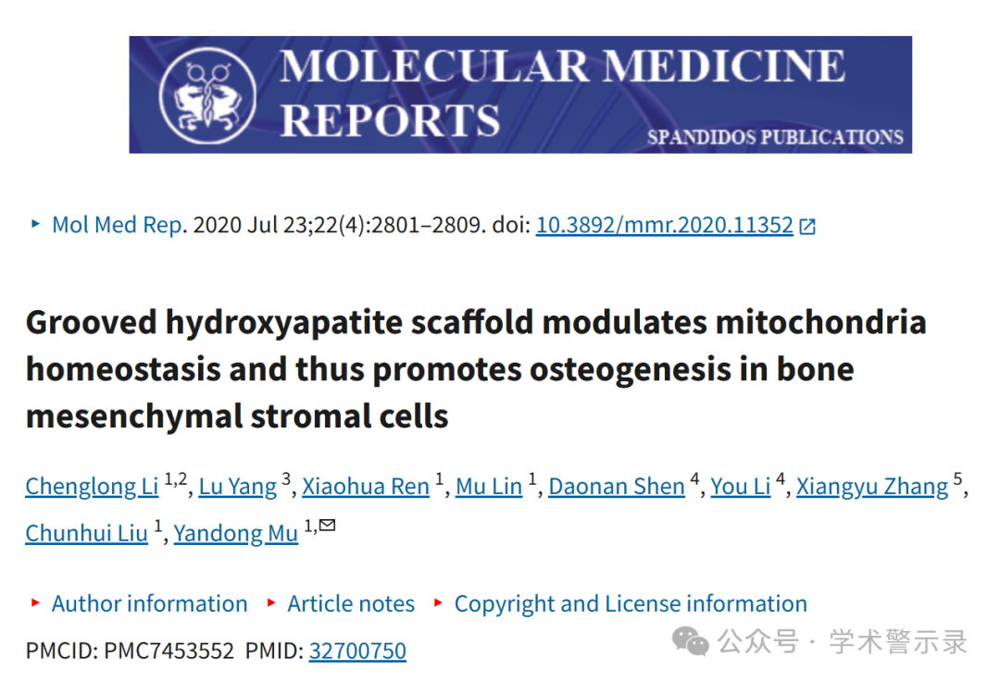 MOLECULAR MEDICINE
REPORTS
SPANDIDOS PUBLICATIONS
Mol Med Rep. 2020 Jul 23;22(4):2801–2809. doi: 10.3892/mmr.2020.11352
Grooved hydroxyapatite scaffold modulates mitochondria
homeostasis and thus promotes osteogenesis in bone
mesenchymal stromal cells
Chenglong Li 1,2, Lu Yang 3, Xiaohua Ren 1, Mu Lin 1, Daonan Shen 4, You Li 4, Xiangyu Zhang 5,
Chunhui Liu 1, Yandong Mu 1,✉
Author information Article notes Copyright and License information
PMCID: PMC7453552 PMID: 32700750
公众号 · 学术警示录